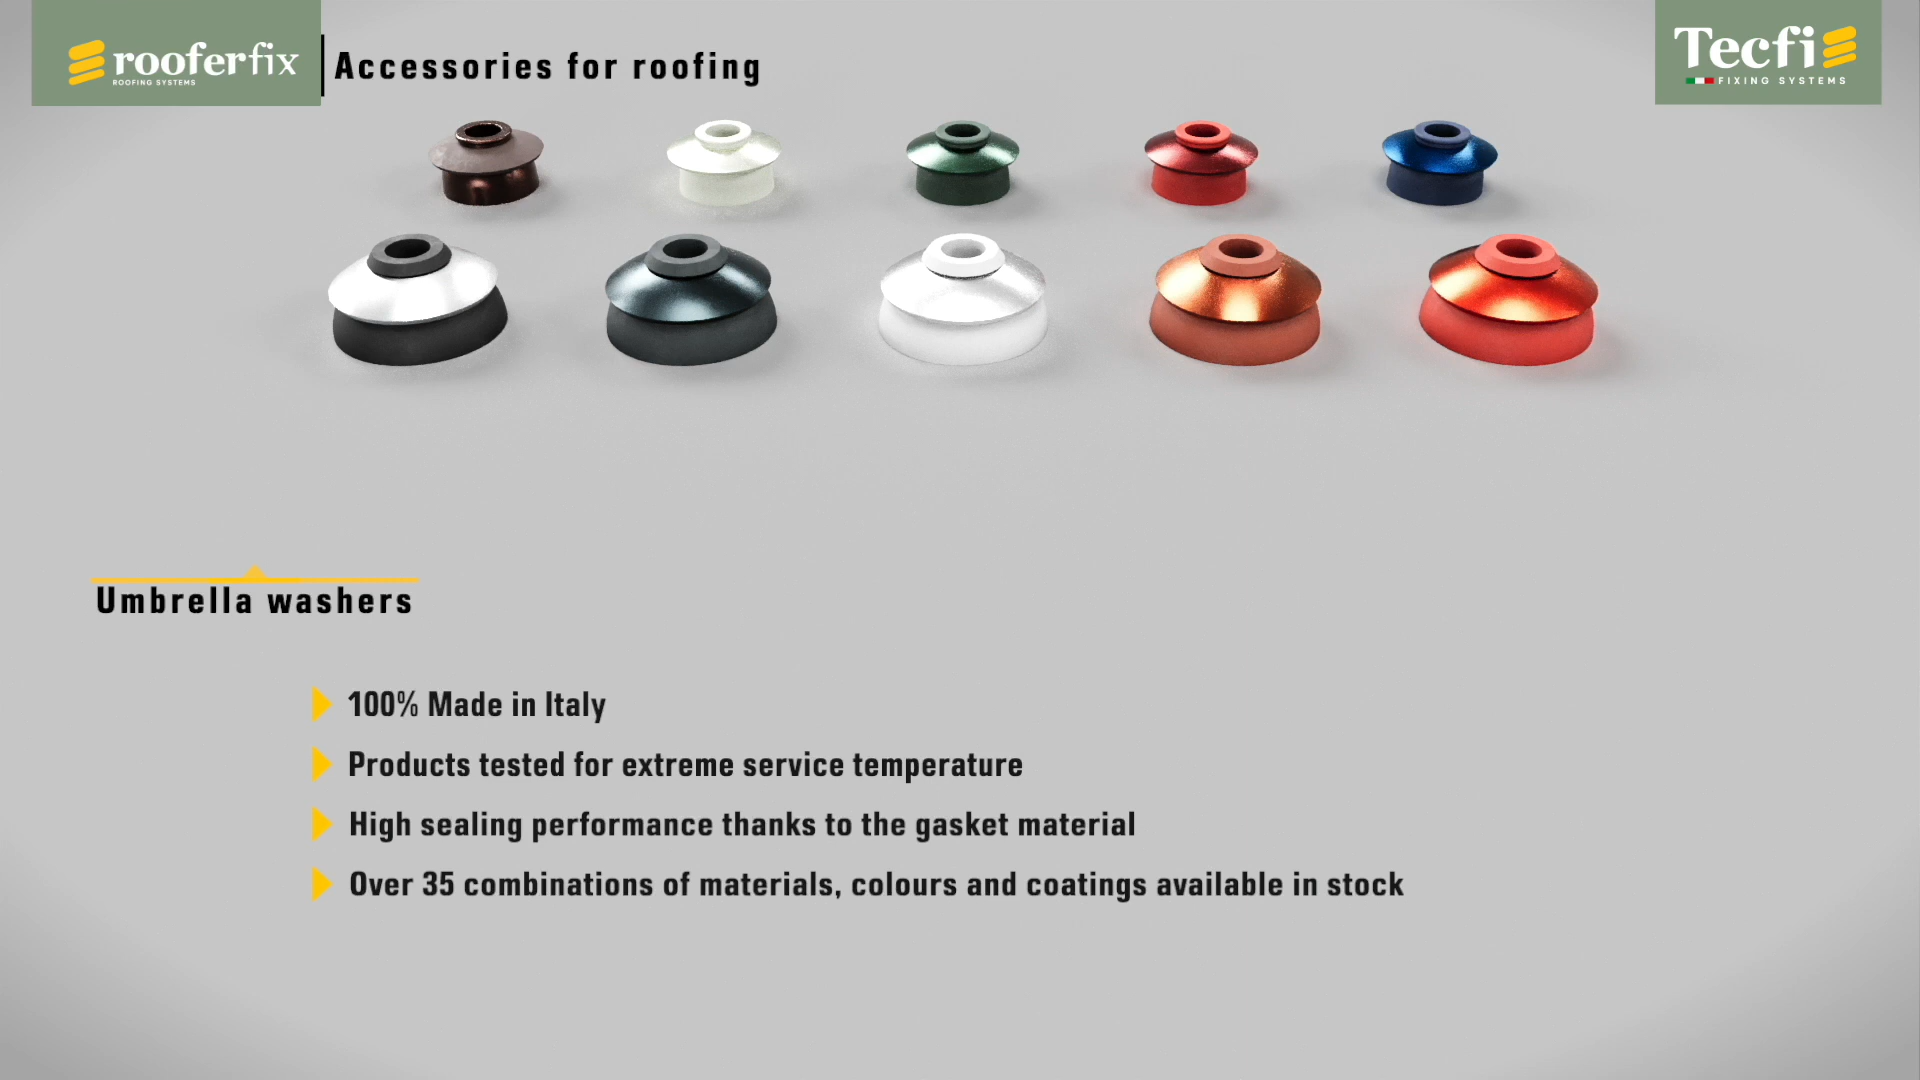 rooferfix
ROOFING SYSTEMS
Accessories for roofing
Tecfi
FIXING SYSTEMS
Umbrella washers
100% Made in Italy
Products tested for extreme service temperature
High sealing performance thanks to the gasket material
Over 35 combinations of materials, colours and coatings available in stock